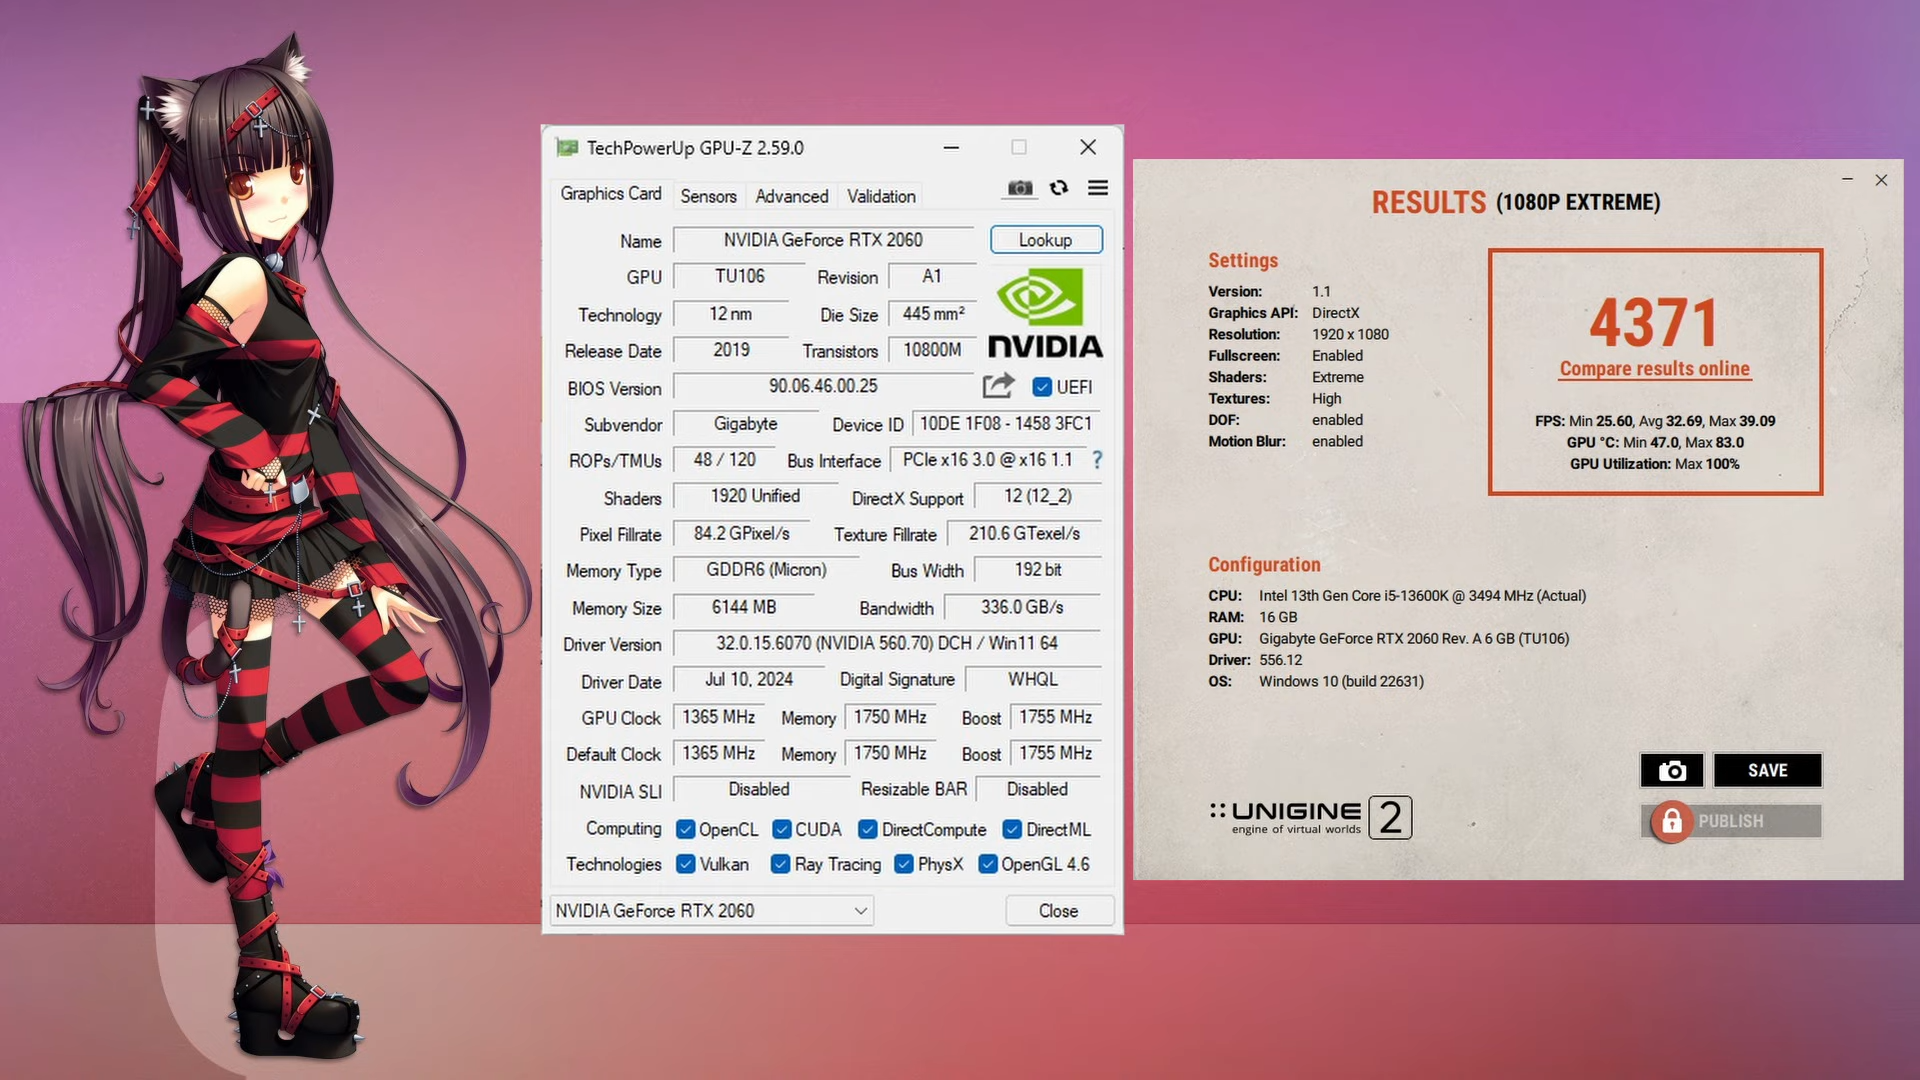 TechPowerUp GPU-Z 2.59.0
Graphics Card Sensors Advanced Validation
Name NVIDIA GeForce RTX 2060 Lookup
GPU TU106 Revision A1
Technology 12 nm Die Size 445 mm²
Release Date 2019 Transistors 10800M
NVIDIA
BIOS Version 90.06.46.00.25 UEFI
Subvendor Gigabyte Device ID 10DE 1F08 - 1458 3FC1
ROPs/TMUs 48 / 120 Bus Interface PCIe x16 3.0 @ x16 1.1 ?
Shaders 1920 Unified DirectX Support 12 (12_2)
Pixel Fillrate 84.2 GPixel/s Texture Fillrate 210.6 GTexel/s
Memory Type GDDR6 (Micron) Bus Width 192 bit
Memory Size 6144 MB Bandwidth 336.0 GB/s
Driver Version 32.0.15.6070 (NVIDIA 560.70) DCH / Win11 64
Driver Date Jul 10, 2024 Digital Signature WHQL
GPU Clock 1365 MHz Memory 1750 MHz Boost 1755 MHz
Default Clock 1365 MHz Memory 1750 MHz Boost 1755 MHz
NVIDIA SLI Disabled Resizable BAR Disabled
Computing OpenCL CUDA DirectCompute DirectML
Technologies Vulkan Ray Tracing PhysX OpenGL 4.6
NVIDIA GeForce RTX 2060 Close
RESULTS (1080P EXTREME)
Settings
Version: 1.1
Graphics API: DirectX
Resolution: 1920 x 1080
Fullscreen: Enabled
Shaders: Extreme
Textures: High
DOF: enabled
Motion Blur: enabled
4371
Compare results online
FPS: Min 25.60, Avg 32.69, Max 39.09
GPU °C: Min 47.0, Max 83.0
GPU Utilization: Max 100%
Configuration
CPU: Intel 13th Gen Core i5-13600K @ 3494 MHz (Actual)
RAM: 16 GB
GPU: Gigabyte GeForce RTX 2060 Rev. A 6 GB (TU106)
Driver: 556.12
OS: Windows 10 (build 22631)
SAVE
UNIGINE 2
engine of virtual worlds
PUBLISH